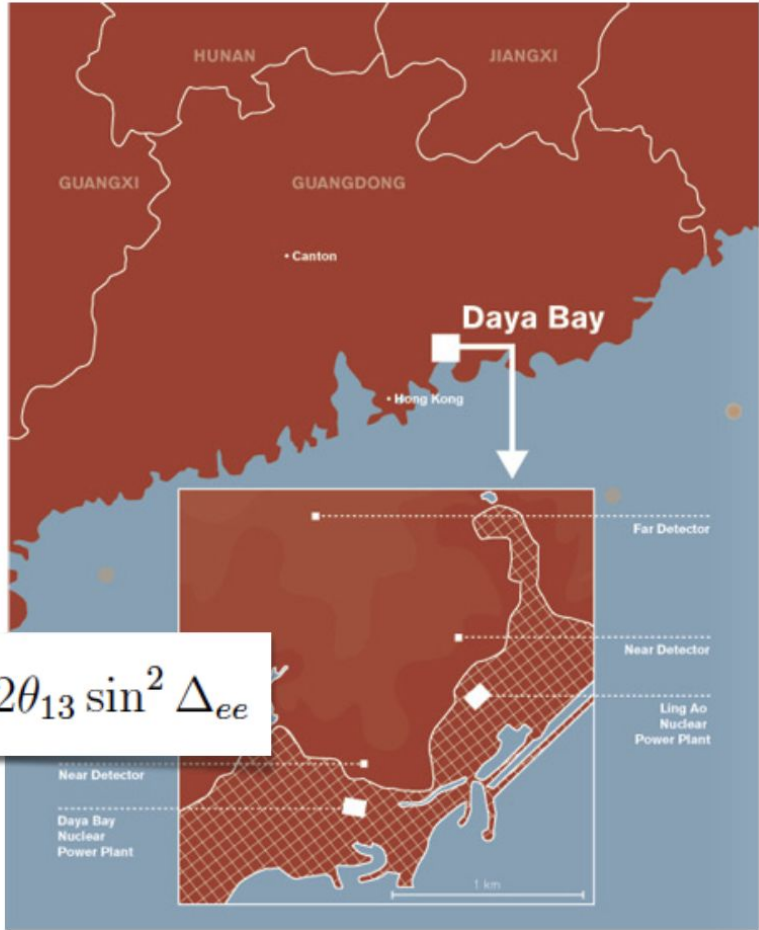 HUNAN
JIANGXI
GUANGXI
GUANGDONG
• Canton
Daya Bay
• Hong Kong
Far Detector
Near Detector
2θ₁₃ sin² Δₑₑ
Ling Ao
Nuclear
Power Plant
Near Detector
Daya Bay
Nuclear
Power Plant
1 km